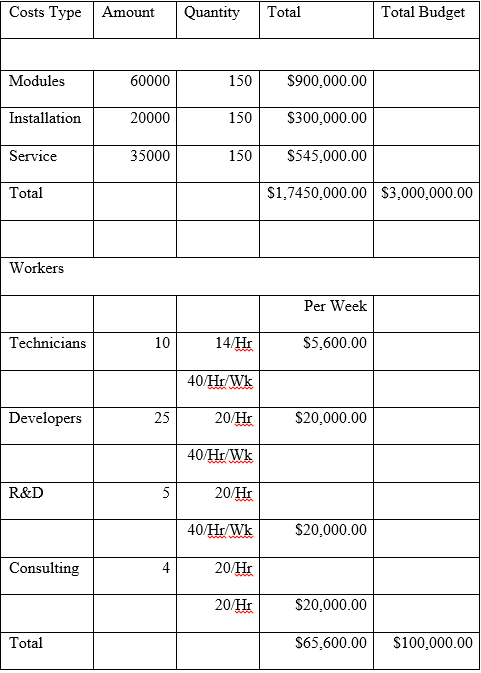 Costs Type Amount Quantity Total Total Budget
Modules 60000 150 $900,000.00
Installation 20000 150 $300,000.00
Service 35000 150 $545,000.00
Total $1,7450,000.00 $3,000,000.00
Workers
Per Week
Technicians 10 14/Hr $5,600.00
40/Hr/Wk
Developers 25 20/Hr $20,000.00
40/Hr/Wk
R&D 5 20/Hr
40/Hr/Wk $20,000.00
Consulting 4 20/Hr
20/Hr $20,000.00
Total $65,600.00 $100,000.00